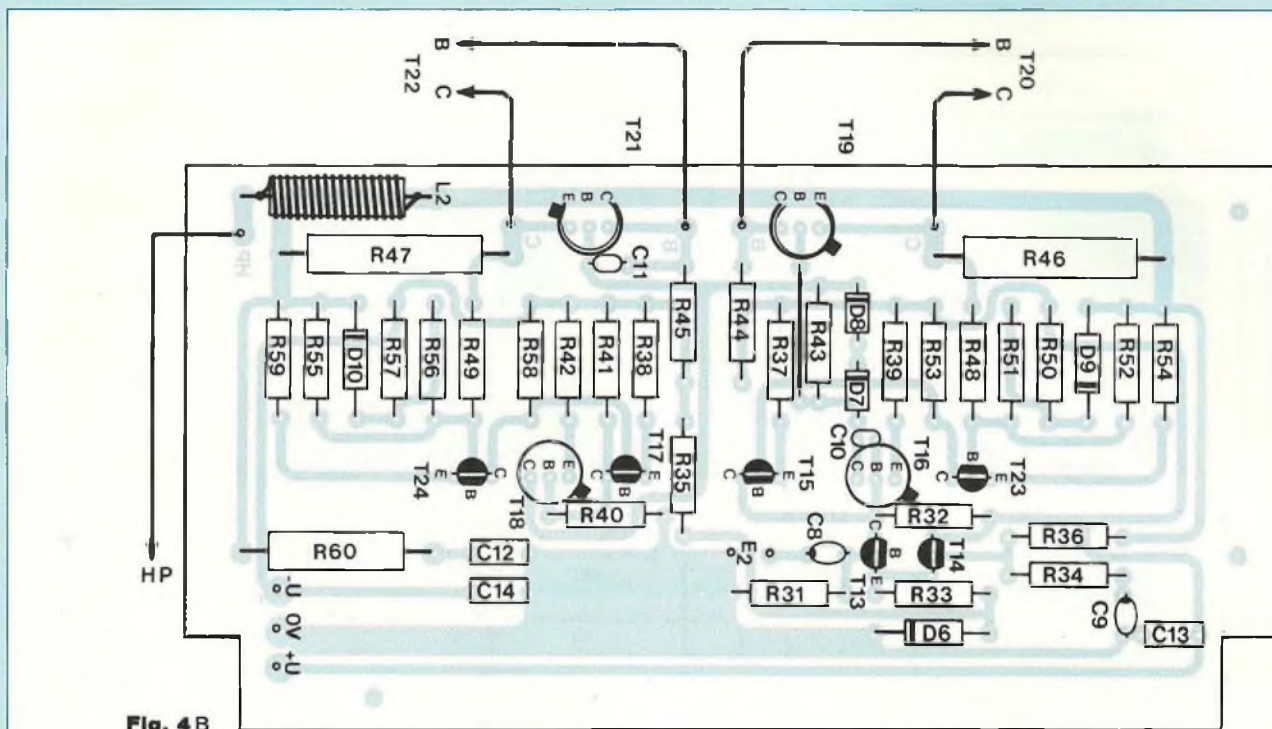 B
T22
C
T21
T19
B
T20
C
L2
E B C
C B E
HP
R47
C
C11
B
B
C
R46
R59
R55
D10
R57
R56
R49
R58
R42
R41
R38
R45
R44
R37
R43
D8
D7
R39
R53
R48
R51
R50
D9
R52
R54
E C
B
T24
C B E
T18
C E
B
T17
R35
C E
B
T15
C10
C B E
T16
B
C E
T23
R40
R32
R60
C12
E2
C8
C
B
E
T13
T14
R36
HP
-U
C14
R31
R33
R34
C9
0V
D6
C13
+U
Fig. 4B